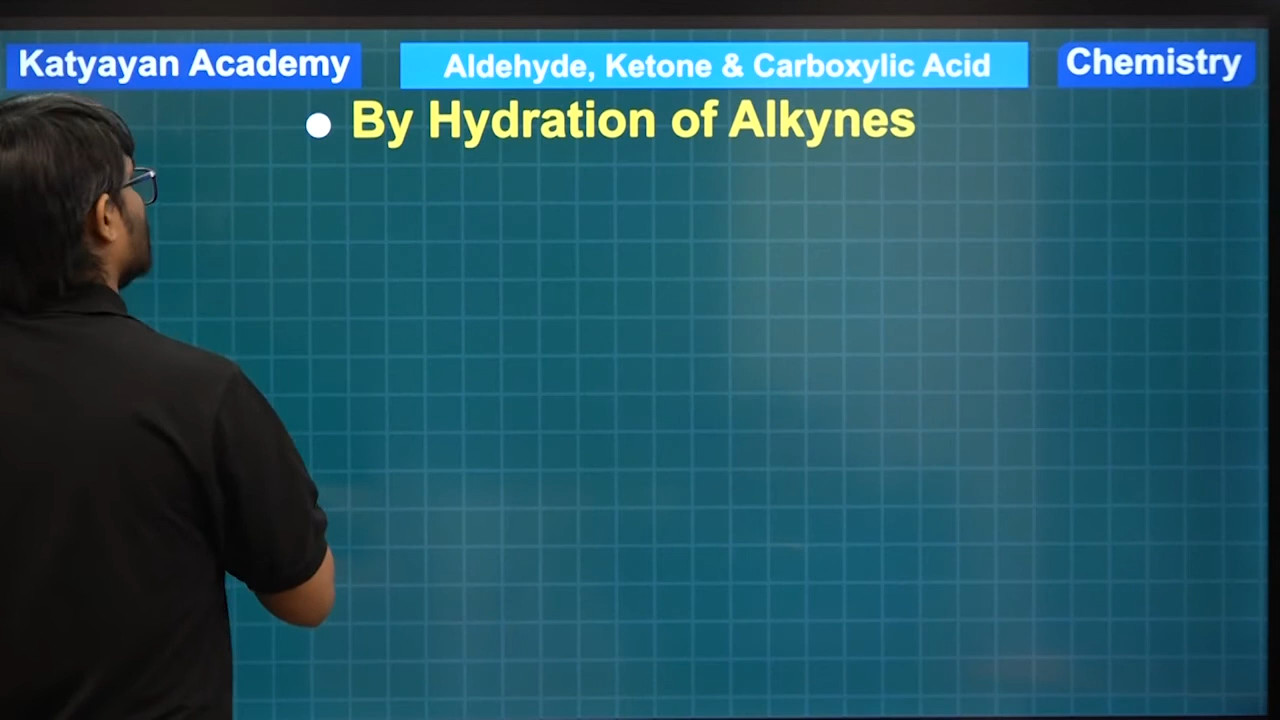 Katyayan Academy
Aldehyde, Ketone & Carboxylic Acid
Chemistry
By Hydration of Alkynes